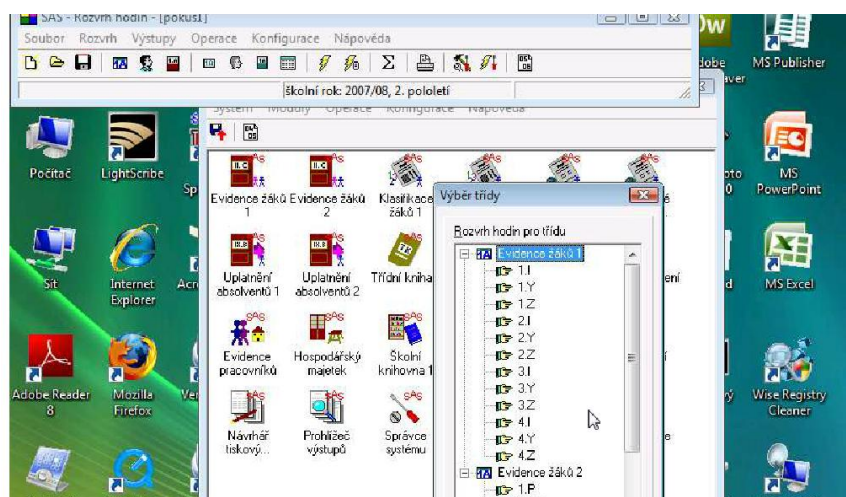 SAS - Rozvrh hodin - [pokus1]
Soubor Rozvrh Výstupy Operace Konfigurace Nápověda
školní rok: 2007/08, 2. pololetí
Systém Moduly Operace Konfigurace Nápověda
Počítač
LightScribe
Síť
Internet
Explorer
Adobe Reader
8
Mozilla
Firefox
Evidence žáků
1
Evidence žáků
2
Klasifikace
žáků 1
Uplatnění
absolventů 1
Uplatnění
absolventů 2
Třídní kniha
Evidence
pracovníků
Hospodářský
majetek
Školní
knihovna 1
Návrhář
tiskový...
Prohlížeč
výstupů
Správce
systému
Výběr třídy
Rozvrh hodin pro třídu
Evidence žáků 1
1.I
1.Y
1.Z
2.I
2.Y
2.Z
3.I
3.Y
3.Z
4.I
4.Y
4.Z
Evidence žáků 2
1.P
MS Publisher
MS
PowerPoint
MS Excel
Wise Registry
Cleaner